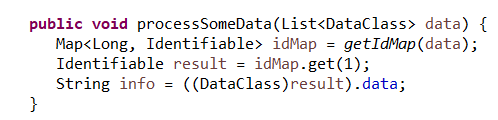 public void processSomeData(List<DataClass> data) {
Map<Long, Identifiable> idMap = getIdMap(data);
Identifiable result = idMap.get(1);
String info = ((DataClass)result).data;
}